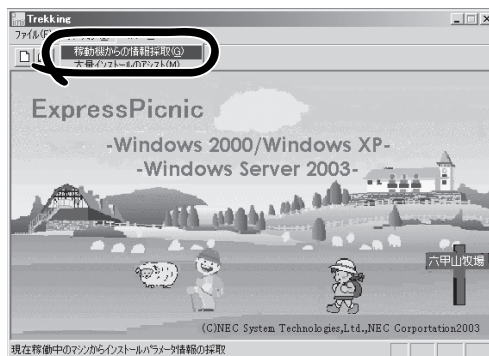 Trekking
ファイル(F)
稼動機からの情報採取(G)
大量インストールのアシスト(M)
ExpressPicnic
-Windows 2000/Windows XP-
-Windows Server 2003-
六甲山牧場
(C)NEC System Technologies,Ltd.,NEC Gorportation2003
現在稼働中のマシンからインストールパラメータ情報の採取